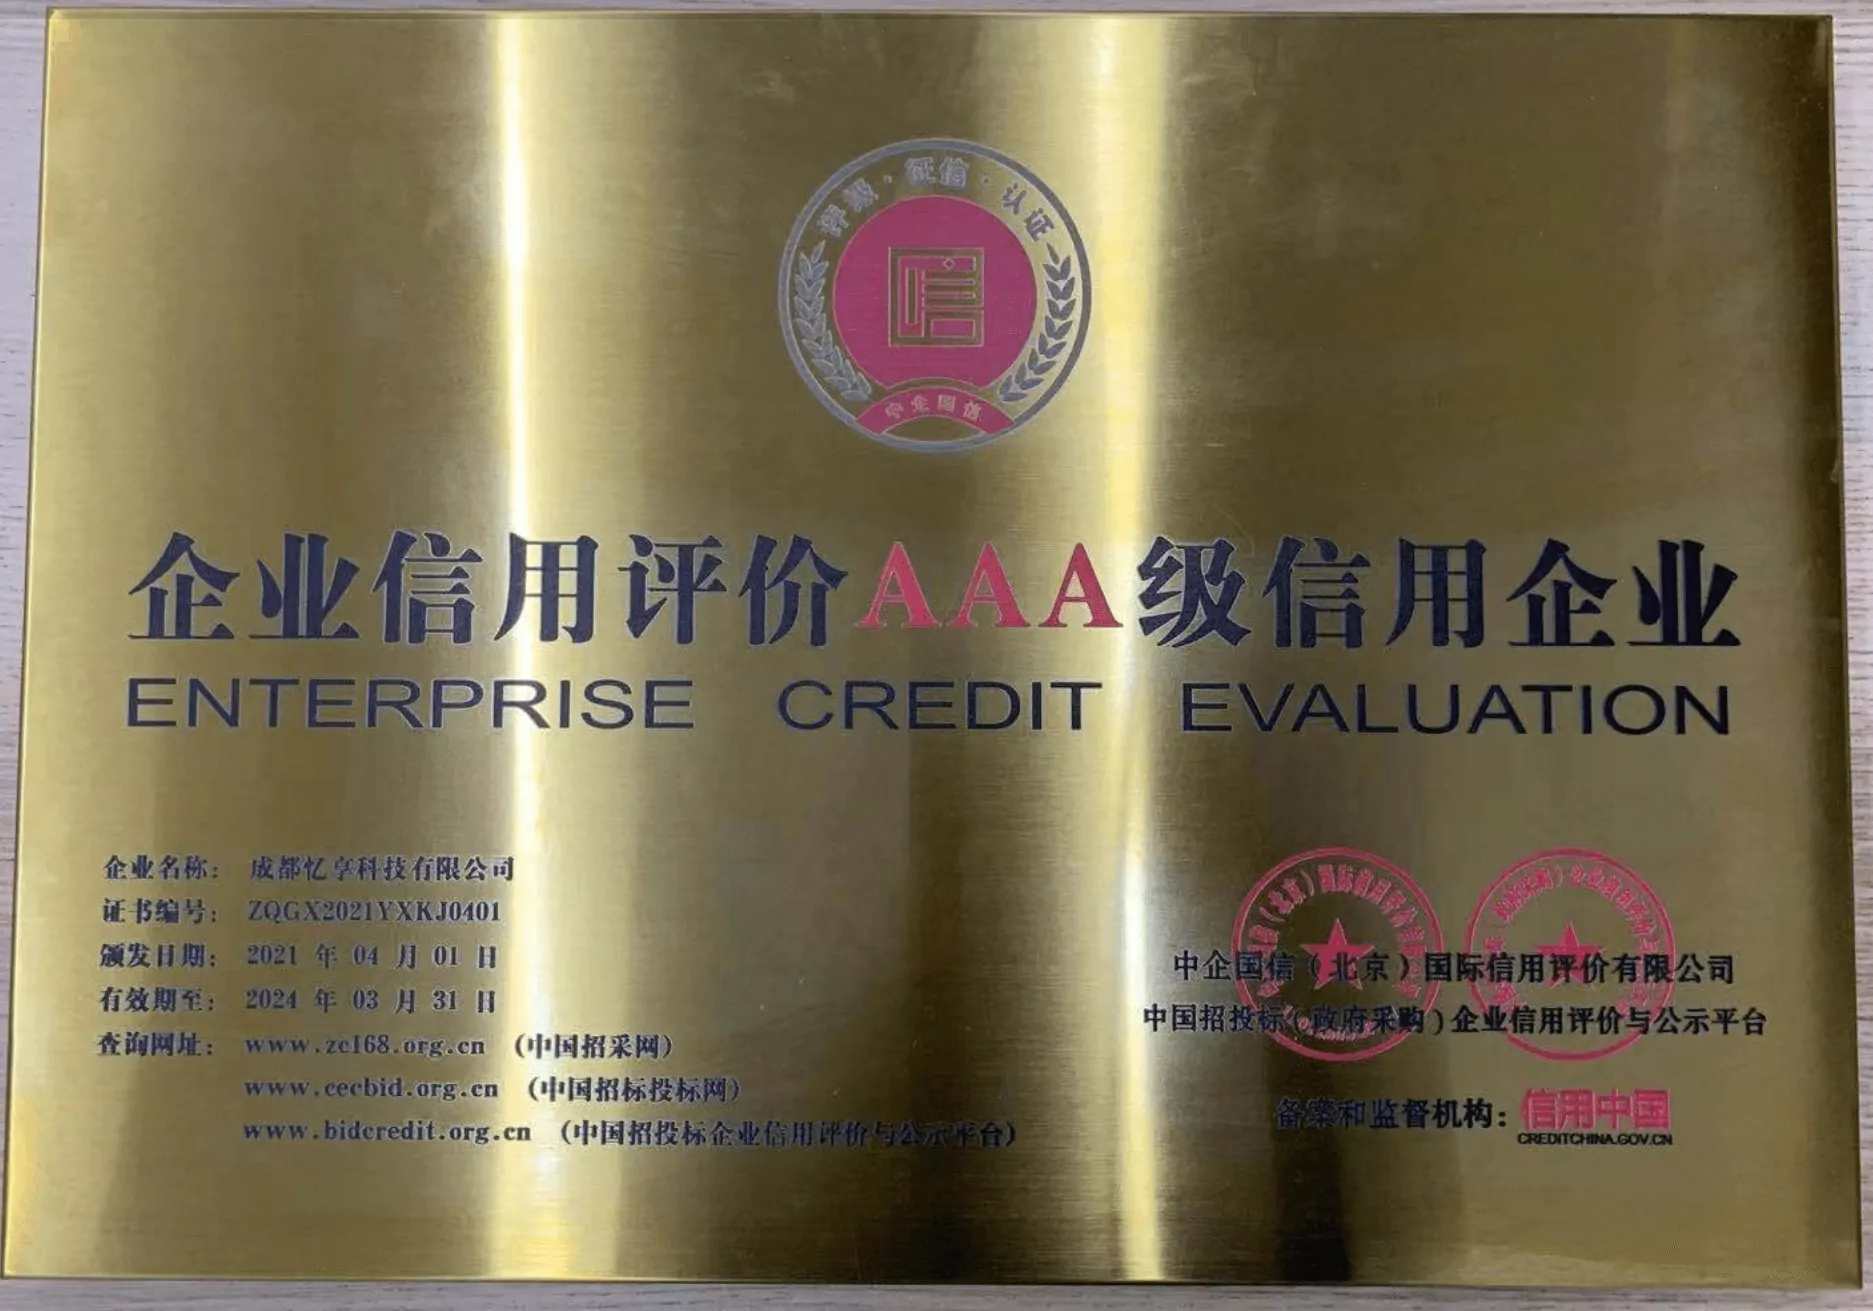 评级·征信·认证
信
中企国信
企业信用评价AAA级信用企业
ENTERPRISE CREDIT EVALUATION
企业名称： 成都忆享科技有限公司
证书编号： ZQGX2021YXKJ0401
颁发日期： 2021 年 04 月 01 日
有效期至： 2024 年 03 月 31 日
查询网址： www.zc168.org.cn （中国招采网）
www.cecbid.org.cn （中国招标投标网）
www.bidcredit.org.cn （中国招投标企业信用评价与公示平台）
中企国信（北京）国际信用评价有限公司
中国招投标（政府采购）企业信用评价与公示平台
备案和监督机构： 信用中国
CREDITCHINA.GOV.CN